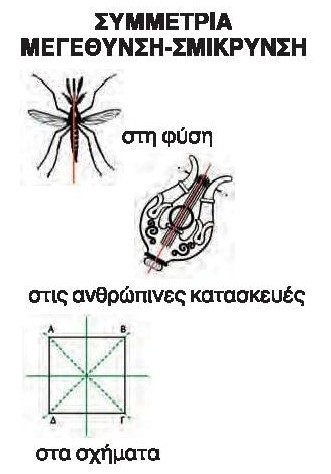 ΣΥΜΜΕΤΡΙΑ
ΜΕΓΕΘΥΝΣΗ-ΣΜΙΚΡΥΝΣΗ
στη φύση
στις ανθρώπινες κατασκευές
Α Β
Δ Γ
στα σχήματα